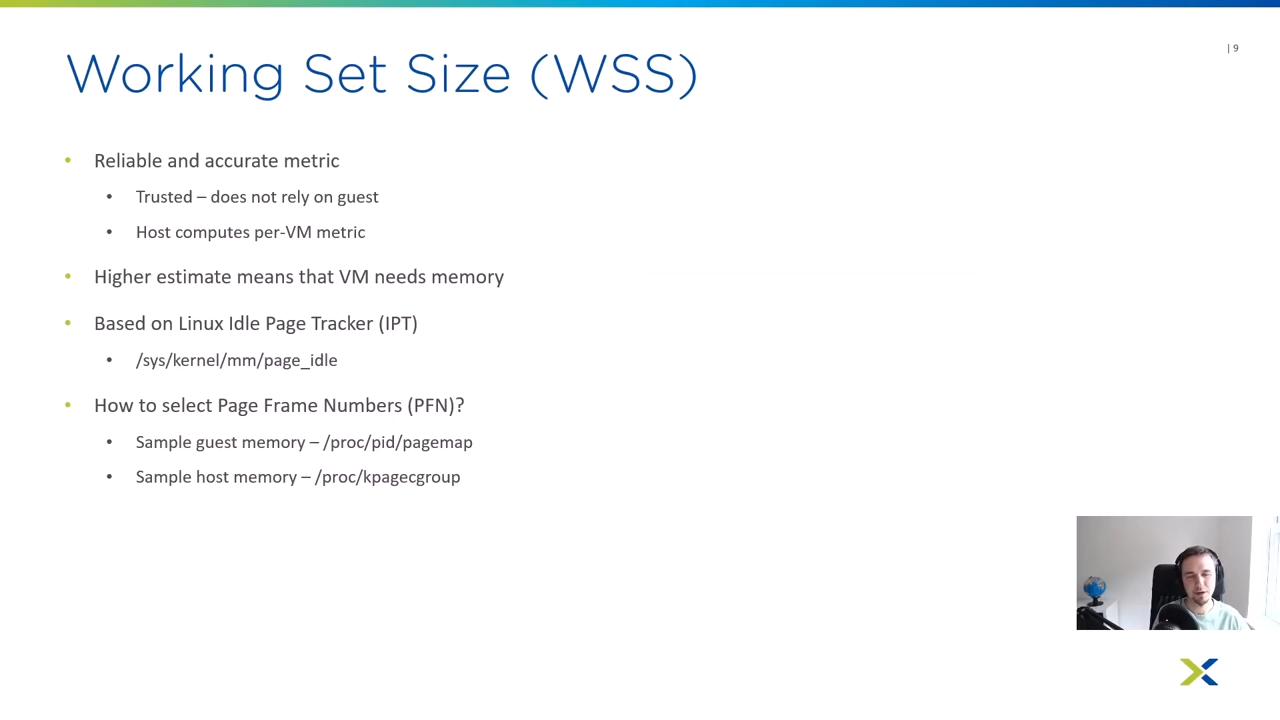 | 9
Working Set Size (WSS)
• Reliable and accurate metric
• Trusted – does not rely on guest
• Host computes per-VM metric
• Higher estimate means that VM needs memory
• Based on Linux Idle Page Tracker (IPT)
• /sys/kernel/mm/page_idle
• How to select Page Frame Numbers (PFN)?
• Sample guest memory – /proc/pid/pagemap
• Sample host memory – /proc/kpagecgroup